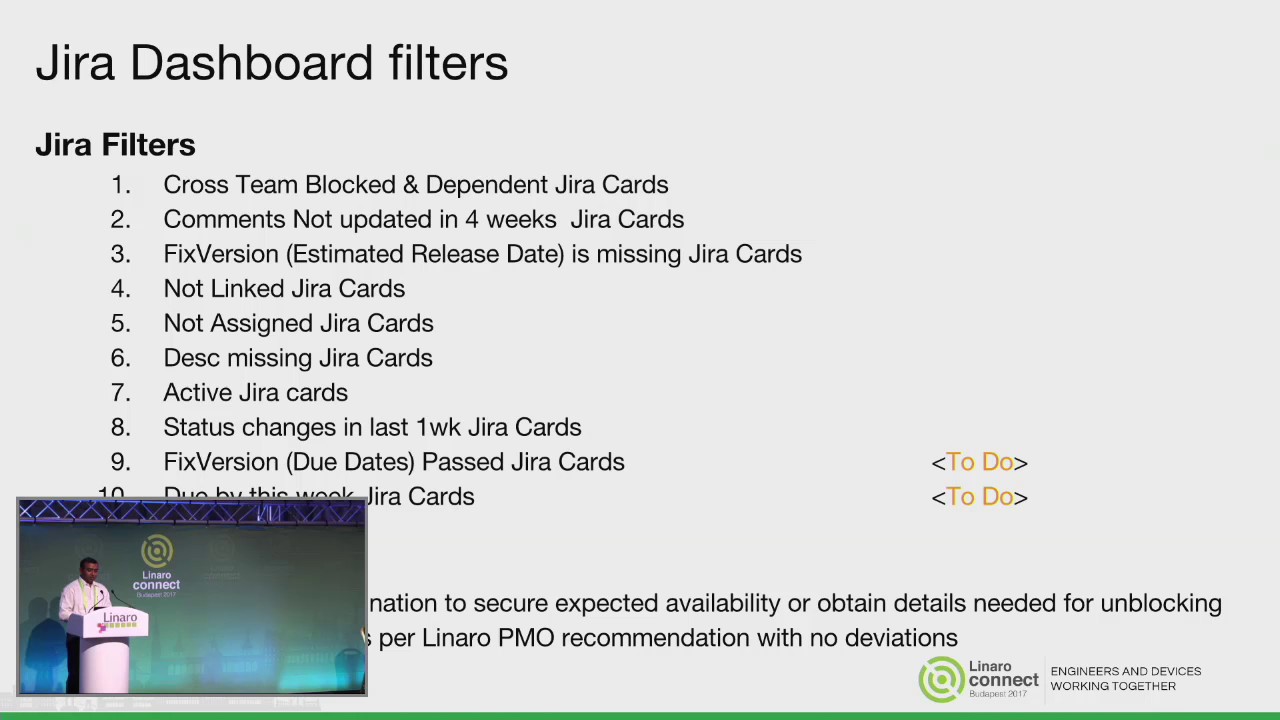 Jira Dashboard filters
Jira Filters
1. Cross Team Blocked & Dependent Jira Cards
2. Comments Not updated in 4 weeks Jira Cards
3. FixVersion (Estimated Release Date) is missing Jira Cards
4. Not Linked Jira Cards
5. Not Assigned Jira Cards
6. Desc missing Jira Cards
7. Active Jira cards
8. Status changes in last 1wk Jira Cards
9. FixVersion (Due Dates) Passed Jira Cards <To Do>
10. Due by this week Jira Cards <To Do>
Linaro
connect
Budapest 2017
Linaro
to secure expected availability or obtain details needed for unblocking
per Linaro PMO recommendation with no deviations
Linaro
connect
Budapest 2017
ENGINEERS AND DEVICES
WORKING TOGETHER